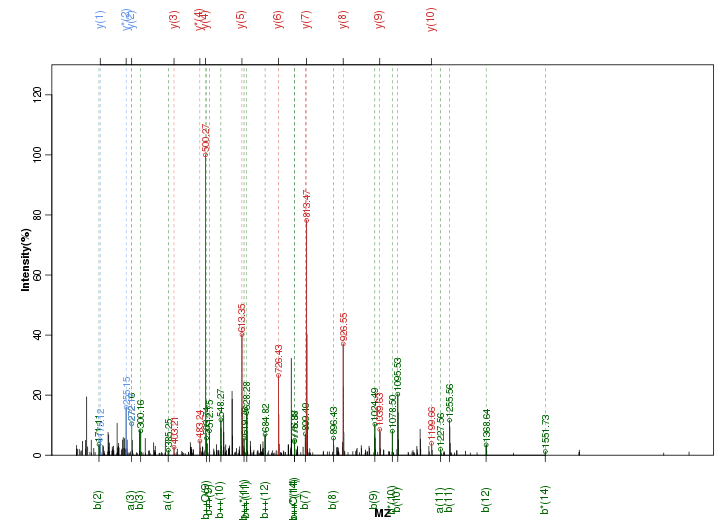 y(1) y*(2) y(2) y(3) y*(4) y(4) y(5) y(6) y(7) y(8) y(9) y(10)
Intensity(%)
0 20 40 60 80 100 120
255.15 272.16 300.16 385.25 403.21 483.24 500.27 548.27 613.35 628.28 684.82 726.43 813.47 896.43 926.55 1024.49 1039.63 1078.50 1095.53 1199.66 1227.56 1255.56 1368.64 1551.73
b(2) a(3) b(3) a(4) b++(10) b++(12) b(7) b(8) b(9) b(10) a(11) b(11) b(12) b*(14)
MZ